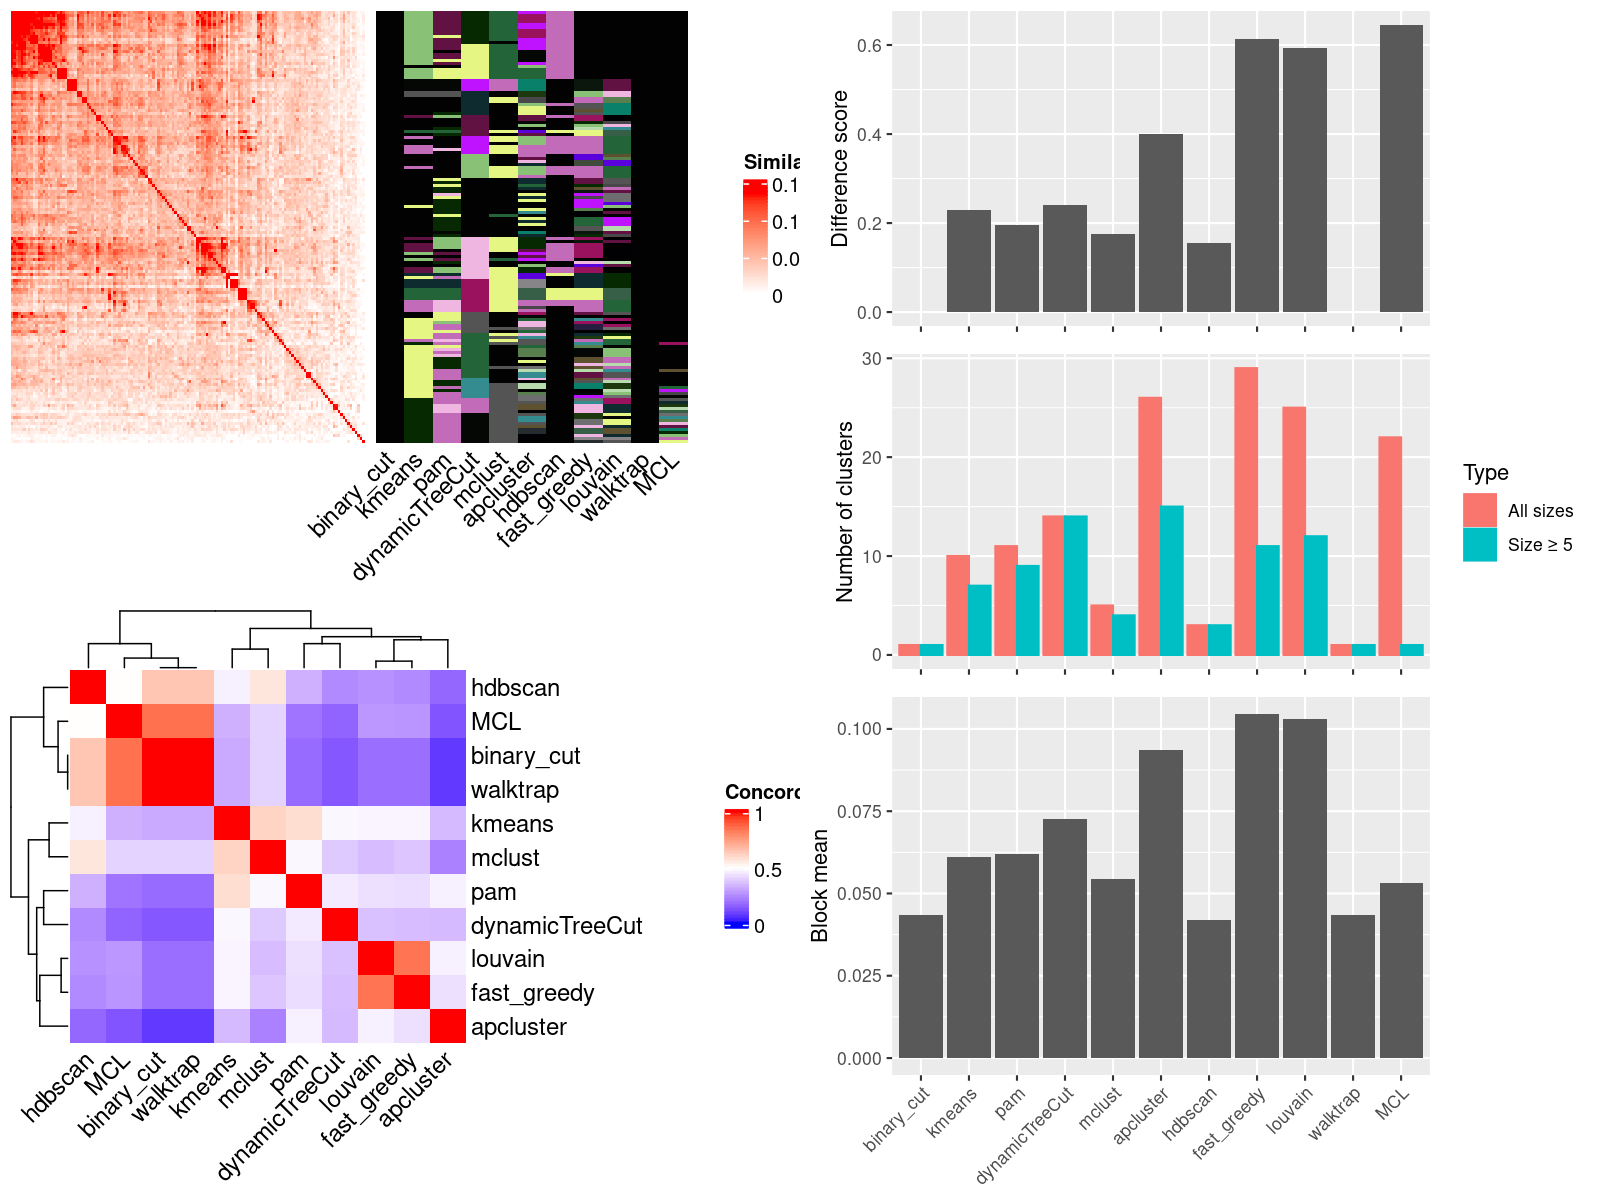 Simila
0.1
0.1
0.0
0
binary_cut
kmeans
pam
dynamicTreeCut
mclust
apcluster
hdbscan
fast_greedy
louvain
walktrap
MCL
hdbscan
MCL
binary_cut
walktrap
kmeans
mclust
pam
dynamicTreeCut
louvain
fast_greedy
apcluster
hdbscan
MCL
binary_cut
walktrap
kmeans
mclust
pam
dynamicTreeCut
louvain
fast_greedy
apcluster
Concord
1
0.5
0
Difference score
0.6
0.4
0.2
0.0
Number of clusters
30
20
10
0
Type
All sizes
Size ≥ 5
Block mean
0.100
0.075
0.050
0.025
0.000
binary_cut
kmeans
pam
dynamicTreeCut
mclust
apcluster
hdbscan
fast_greedy
louvain
walktrap
MCL